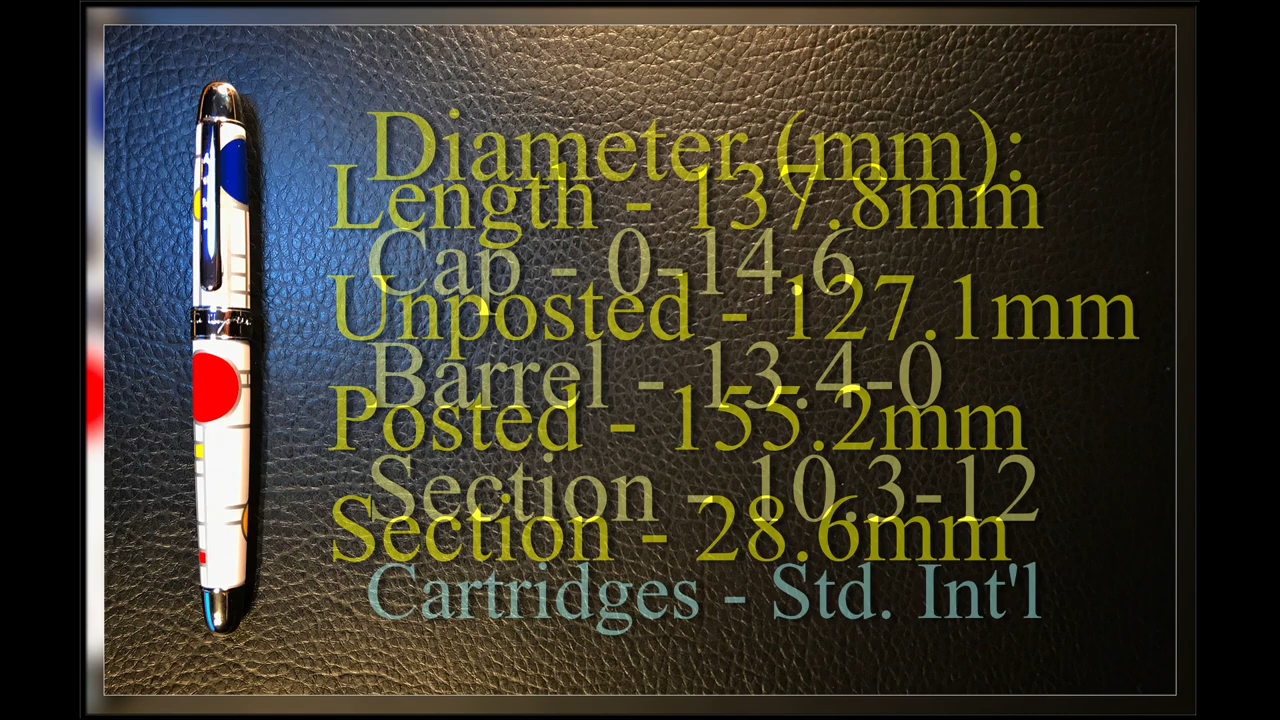 Diameter (mm):
Length - 137.8mm
Cap - 0-14.6
Unposted - 127.1mm
Barrel - 13.4-0
Posted - 155.2mm
Section - 10.3-12
Section - 28.6mm
Cartridges - Std. Int'l